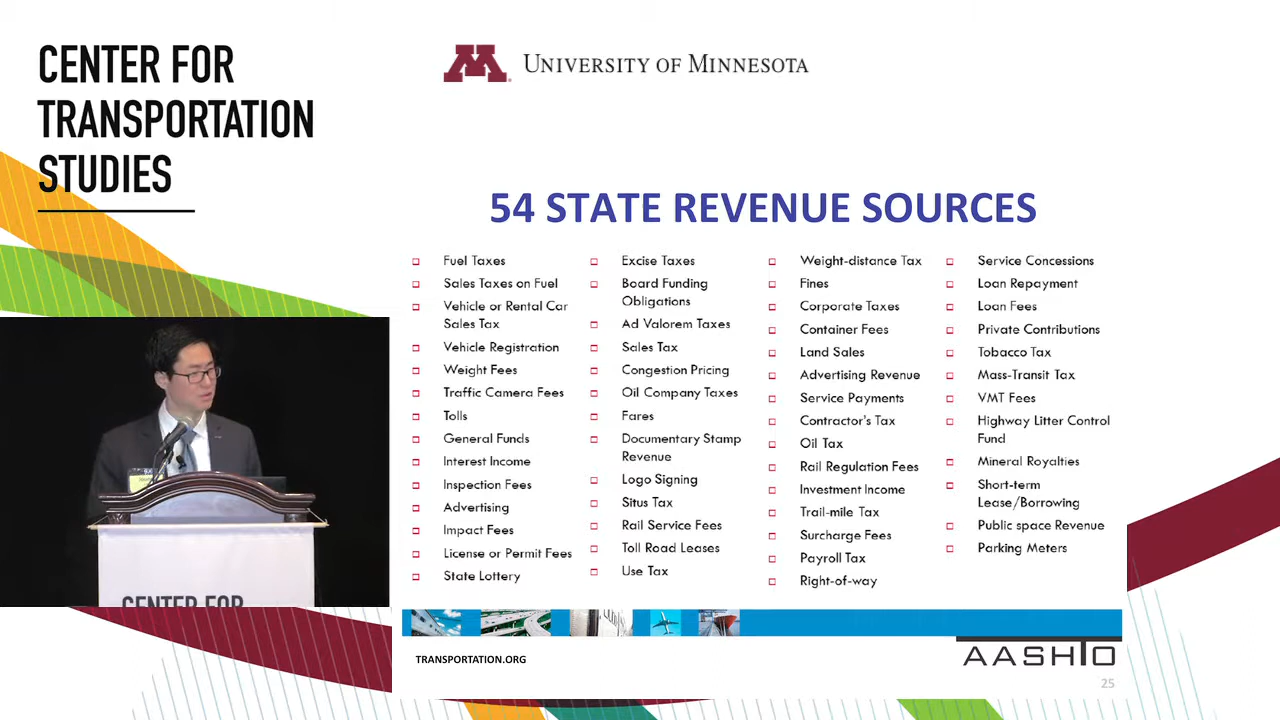 CENTER FOR
TRANSPORTATION
STUDIES
M
UNIVERSITY OF MINNESOTA
54 STATE REVENUE SOURCES
Fuel Taxes
Sales Taxes on Fuel
Vehicle or Rental Car
Sales Tax
Vehicle Registration
Weight Fees
Traffic Camera Fees
Tolls
General Funds
Interest Income
Inspection Fees
Advertising
Impact Fees
License or Permit Fees
State Lottery
Excise Taxes
Board Funding
Obligations
Ad Valorem Taxes
Sales Tax
Congestion Pricing
Oil Company Taxes
Fares
Documentary Stamp
Revenue
Logo Signing
Situs Tax
Rail Service Fees
Toll Road Leases
Use Tax
Weight-distance Tax
Fines
Corporate Taxes
Container Fees
Land Sales
Advertising Revenue
Service Payments
Contractor's Tax
Oil Tax
Rail Regulation Fees
Investment Income
Trail-mile Tax
Surcharge Fees
Payroll Tax
Right-of-way
Service Concessions
Loan Repayment
Loan Fees
Private Contributions
Tobacco Tax
Mass-Transit Tax
VMT Fees
Highway Litter Control
Fund
Mineral Royalties
Short-term
Lease/Borrowing
Public space Revenue
Parking Meters
CENTER FOR
TRANSPORTATION.ORG
AASHTO
25